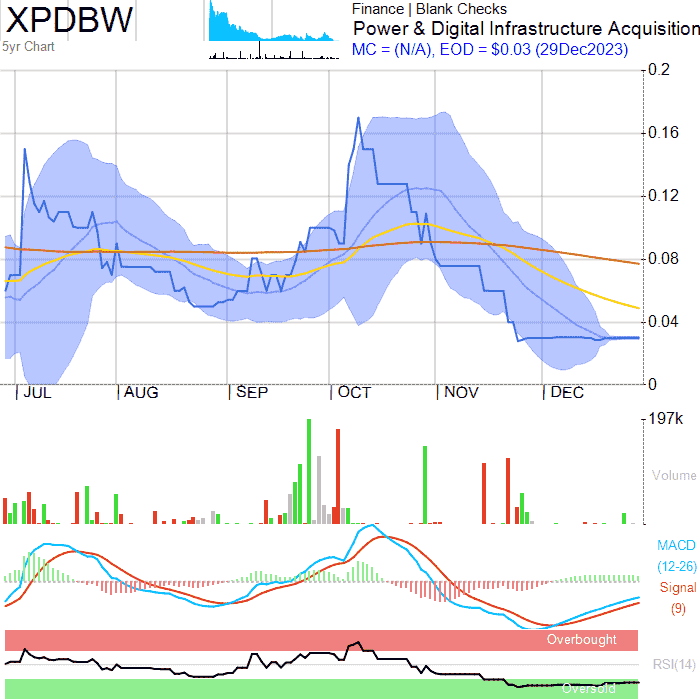 XPDBW
5yr Chart
Finance | Blank Checks
Power & Digital Infrastructure Acquisition
MC = (N/A), EOD = $0.03 (29Dec2023)
0.2
0.16
0.12
0.08
0.04
0
JUL AUG SEP OCT NOV DEC
197k
Volume
MACD
(12-26)
Signal
(9)
Overbought
RSI(14)
Oversold